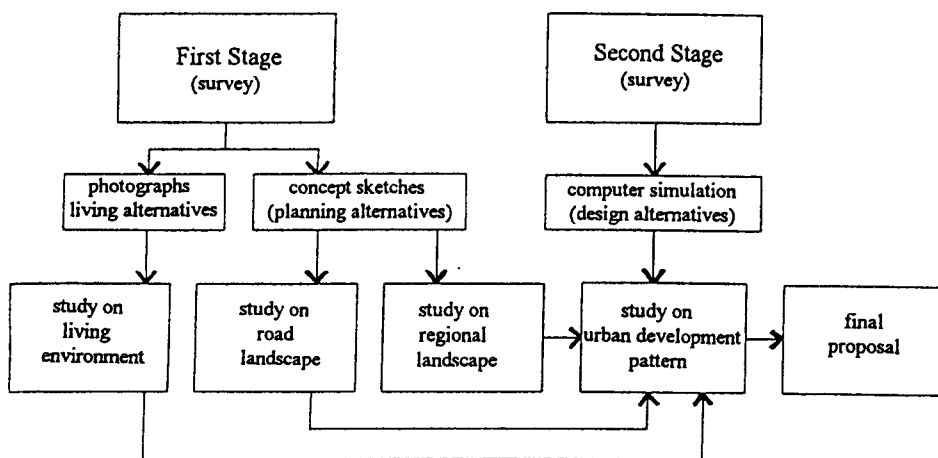 First Stage
(survey)
Second Stage
(survey)
photographs
living alternatives
concept sketches
(planning alternatives)
computer simulation
(design alternatives)
study on
living
environment
study on
road
landscape
study on
regional
landscape
study on
urban development
pattern
final
proposal